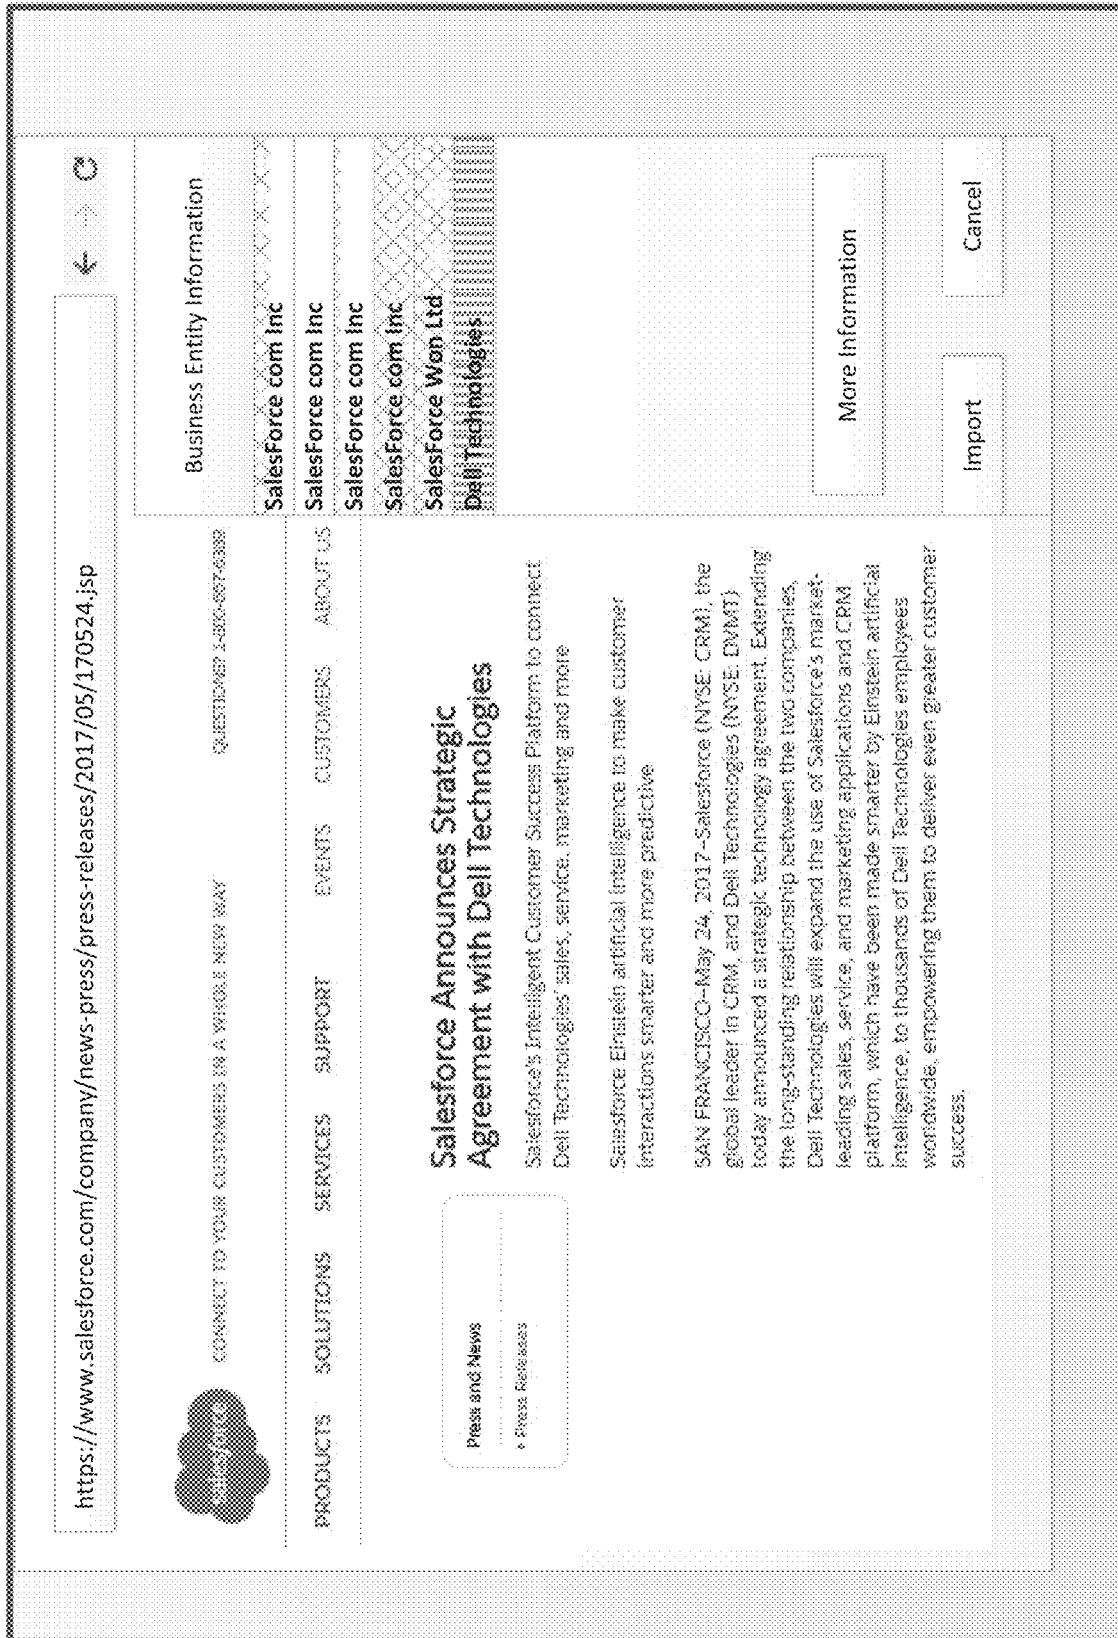 https://www.salesforce.com/company/news-press/press-releases/2017/05/170524.jsp
salesforce
CONNECT TO YOUR CUSTOMERS IN A WHOLE NEW WAY
QUESTIONS? 1-800-667-6389
PRODUCTS SOLUTIONS SERVICES SUPPORT EVENTS CUSTOMERS ABOUT US
Press and News
Press Releases
Salesforce Announces Strategic
Agreement with Dell Technologies
Salesforce's Intelligent Customer Success Platform to connect
Dell Technologies' sales, service, marketing and more
Salesforce Einstein artificial intelligence to make customer
interactions smarter and more predictive
SAN FRANCISCO–May 24, 2017–Salesforce (NYSE: CRM), the
global leader in CRM, and Dell Technologies (NYSE: DVMT)
today announced a strategic technology agreement. Extending
the long-standing relationship between the two companies,
Dell Technologies will expand the use of Salesforce's market-
leading sales, service, and marketing applications and CRM
platform, which have been made smarter by Einstein artificial
intelligence, to thousands of Dell Technologies employees
worldwide, empowering them to deliver even greater customer
success.
Business Entity Information
SalesForce com Inc
SalesForce com Inc
SalesForce com Inc
SalesForce com Inc
SalesForce Won Ltd
Dell Technologies
More Information
Import
Cancel